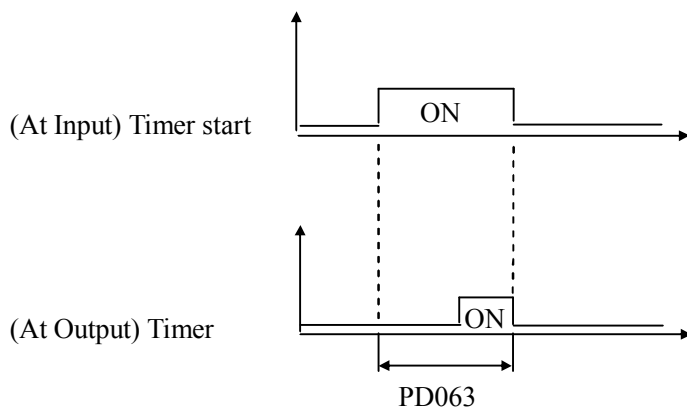 ON
(At Input) Timer start
ON
(At Output) Timer
PD063